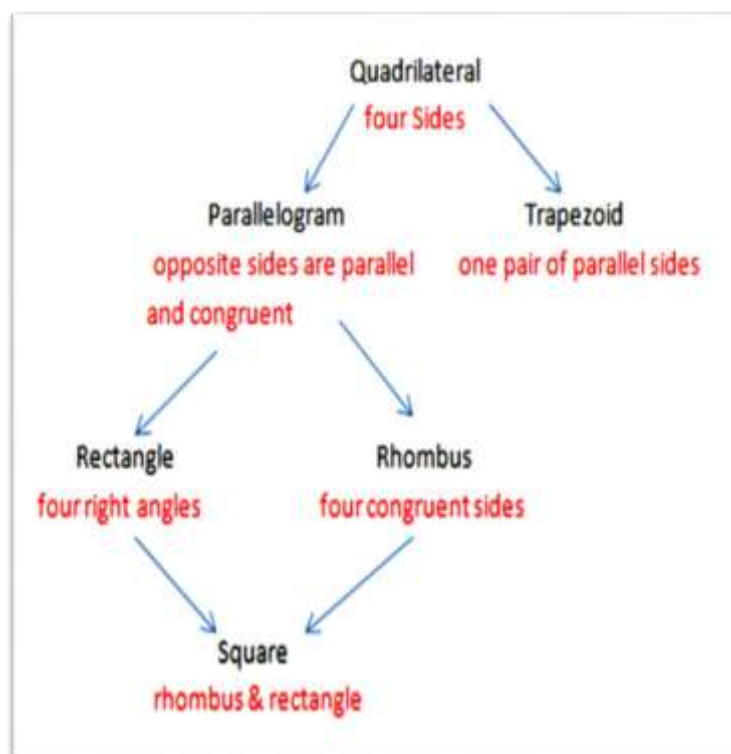 Quadrilateral
four Sides
Parallelogram
Trapezoid
opposite sides are parallel
one pair of parallel sides
and congruent
Rectangle
Rhombus
four right angles
four congruent sides
Square
rhombus & rectangle